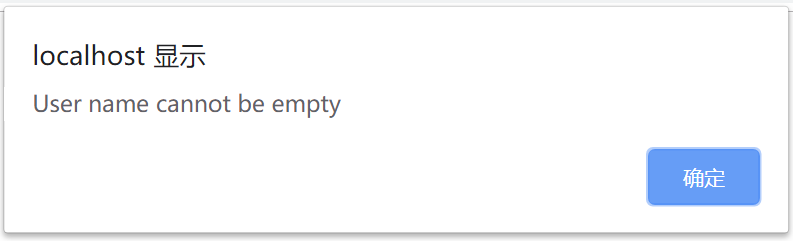 localhost 显示
User name cannot be empty
确定